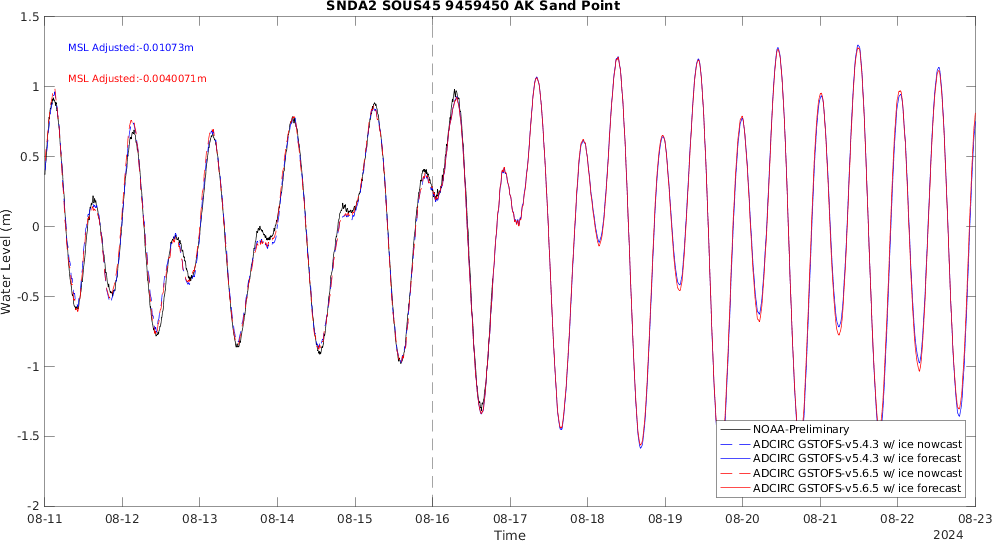 SNDA2 SOUS45 9459450 AK Sand Point
1.5
MSL Adjusted:-0.01073m
MSL Adjusted:-0.0040071m
1
0.5
0
-0.5
-1
-1.5
-2
Water Level (m)
NOAA-Preliminary
ADCIRC GSTOFS-v5.4.3 w/ ice nowcast
ADCIRC GSTOFS-v5.4.3 w/ ice forecast
ADCIRC GSTOFS-v5.6.5 w/ ice nowcast
ADCIRC GSTOFS-v5.6.5 w/ ice forecast
08-11 08-12 08-13 08-14 08-15 08-16 08-17 08-18 08-19 08-20 08-21 08-22 08-23
Time
2024